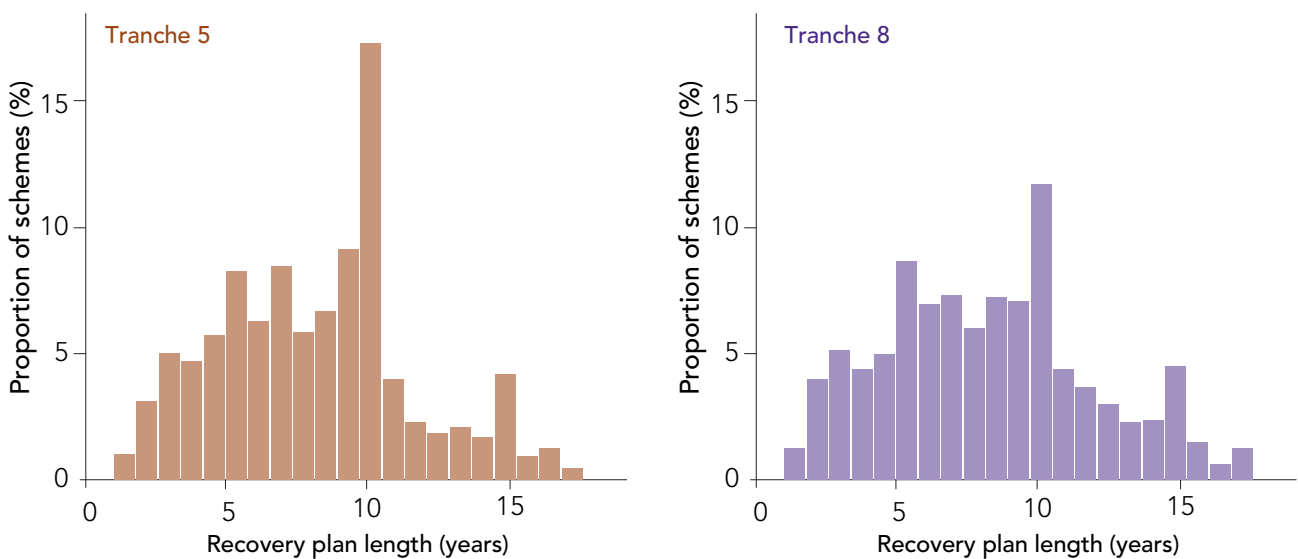 Tranche 5
Proportion of schemes (%)
15
10
5
0
0 5 10 15
Recovery plan length (years)
Tranche 8
Proportion of schemes (%)
15
10
5
0
0 5 10 15
Recovery plan length (years)